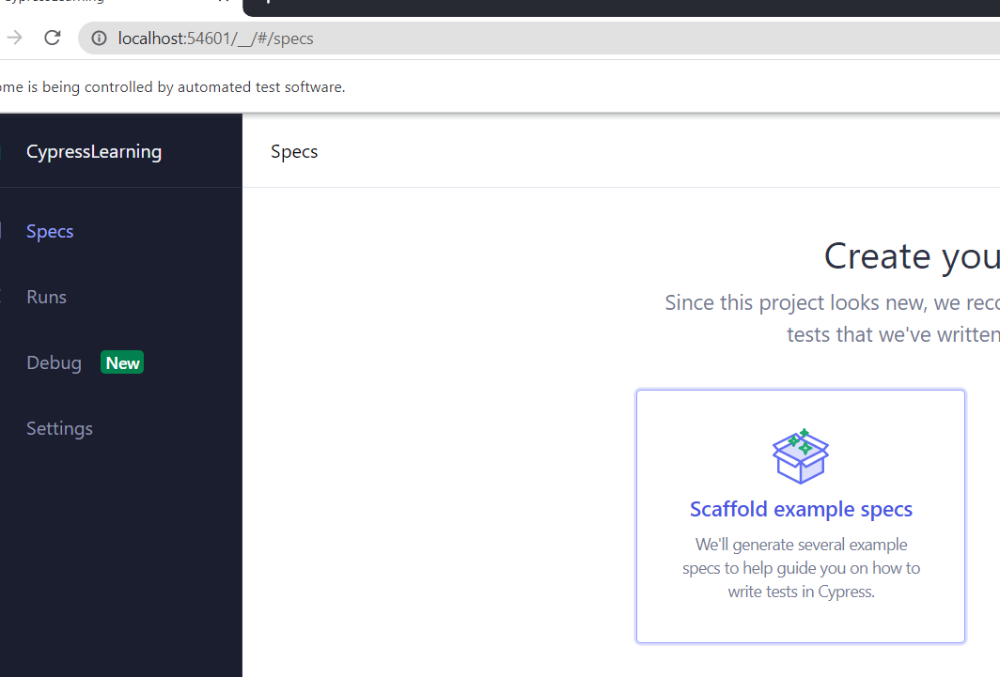 localhost:54601/__/#/specs
is being controlled by automated test software.
CypressLearning
Specs
Specs
Runs
Debug New
Settings
Create you
Since this project looks new, we reco
tests that we've written
Scaffold example specs
We'll generate several example
specs to help guide you on how to
write tests in Cypress.